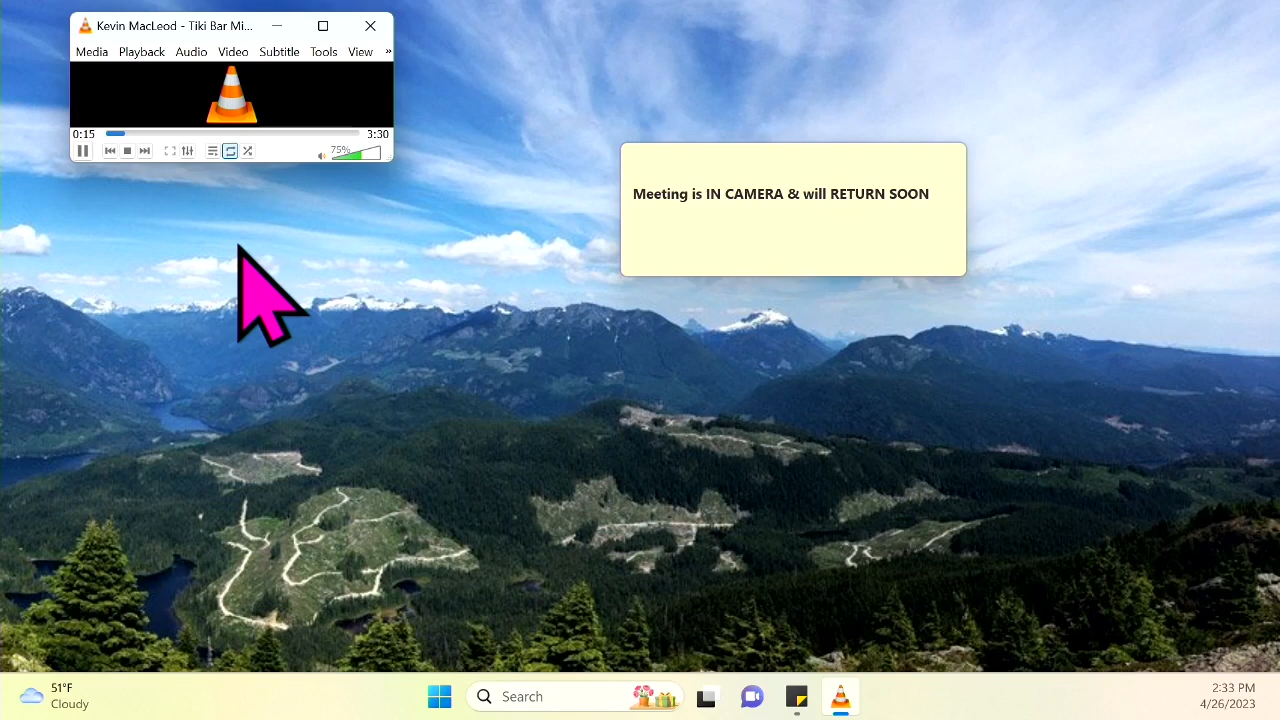 Kevin MacLeod - Tiki Bar Mi...
Media Playback Audio Video Subtitle Tools View »
0:15 3:30
75%
Meeting is IN CAMERA & will RETURN SOON
51°F
Cloudy
Search
2:33 PM
4/26/2023